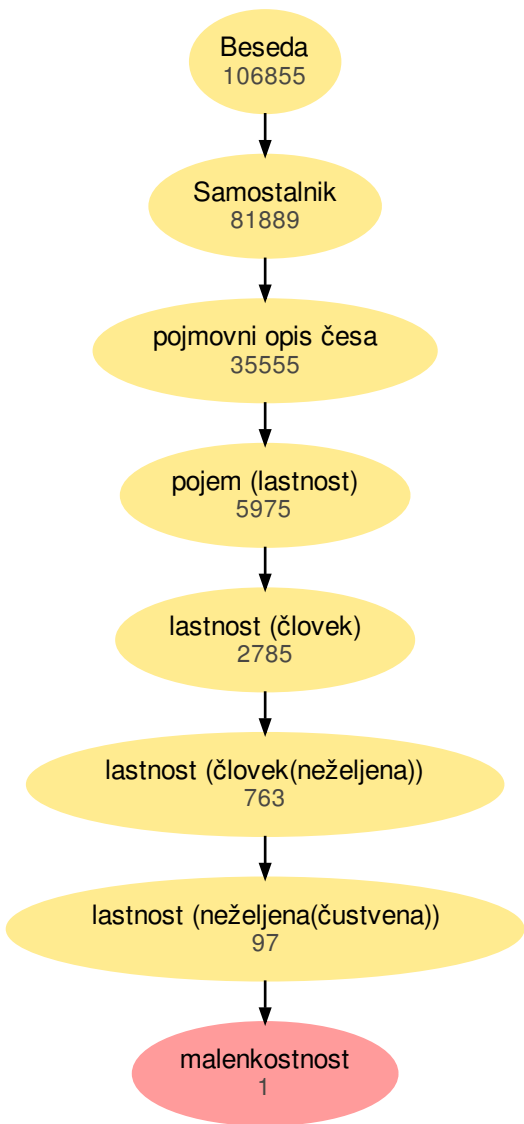 Beseda
106855
Samostalnik
81889
pojmovni opis česa
35555
pojem (lastnost)
5975
lastnost (človek)
2785
lastnost (človek(neželjena))
763
lastnost (neželjena(čustvena))
97
malenkostnost
1